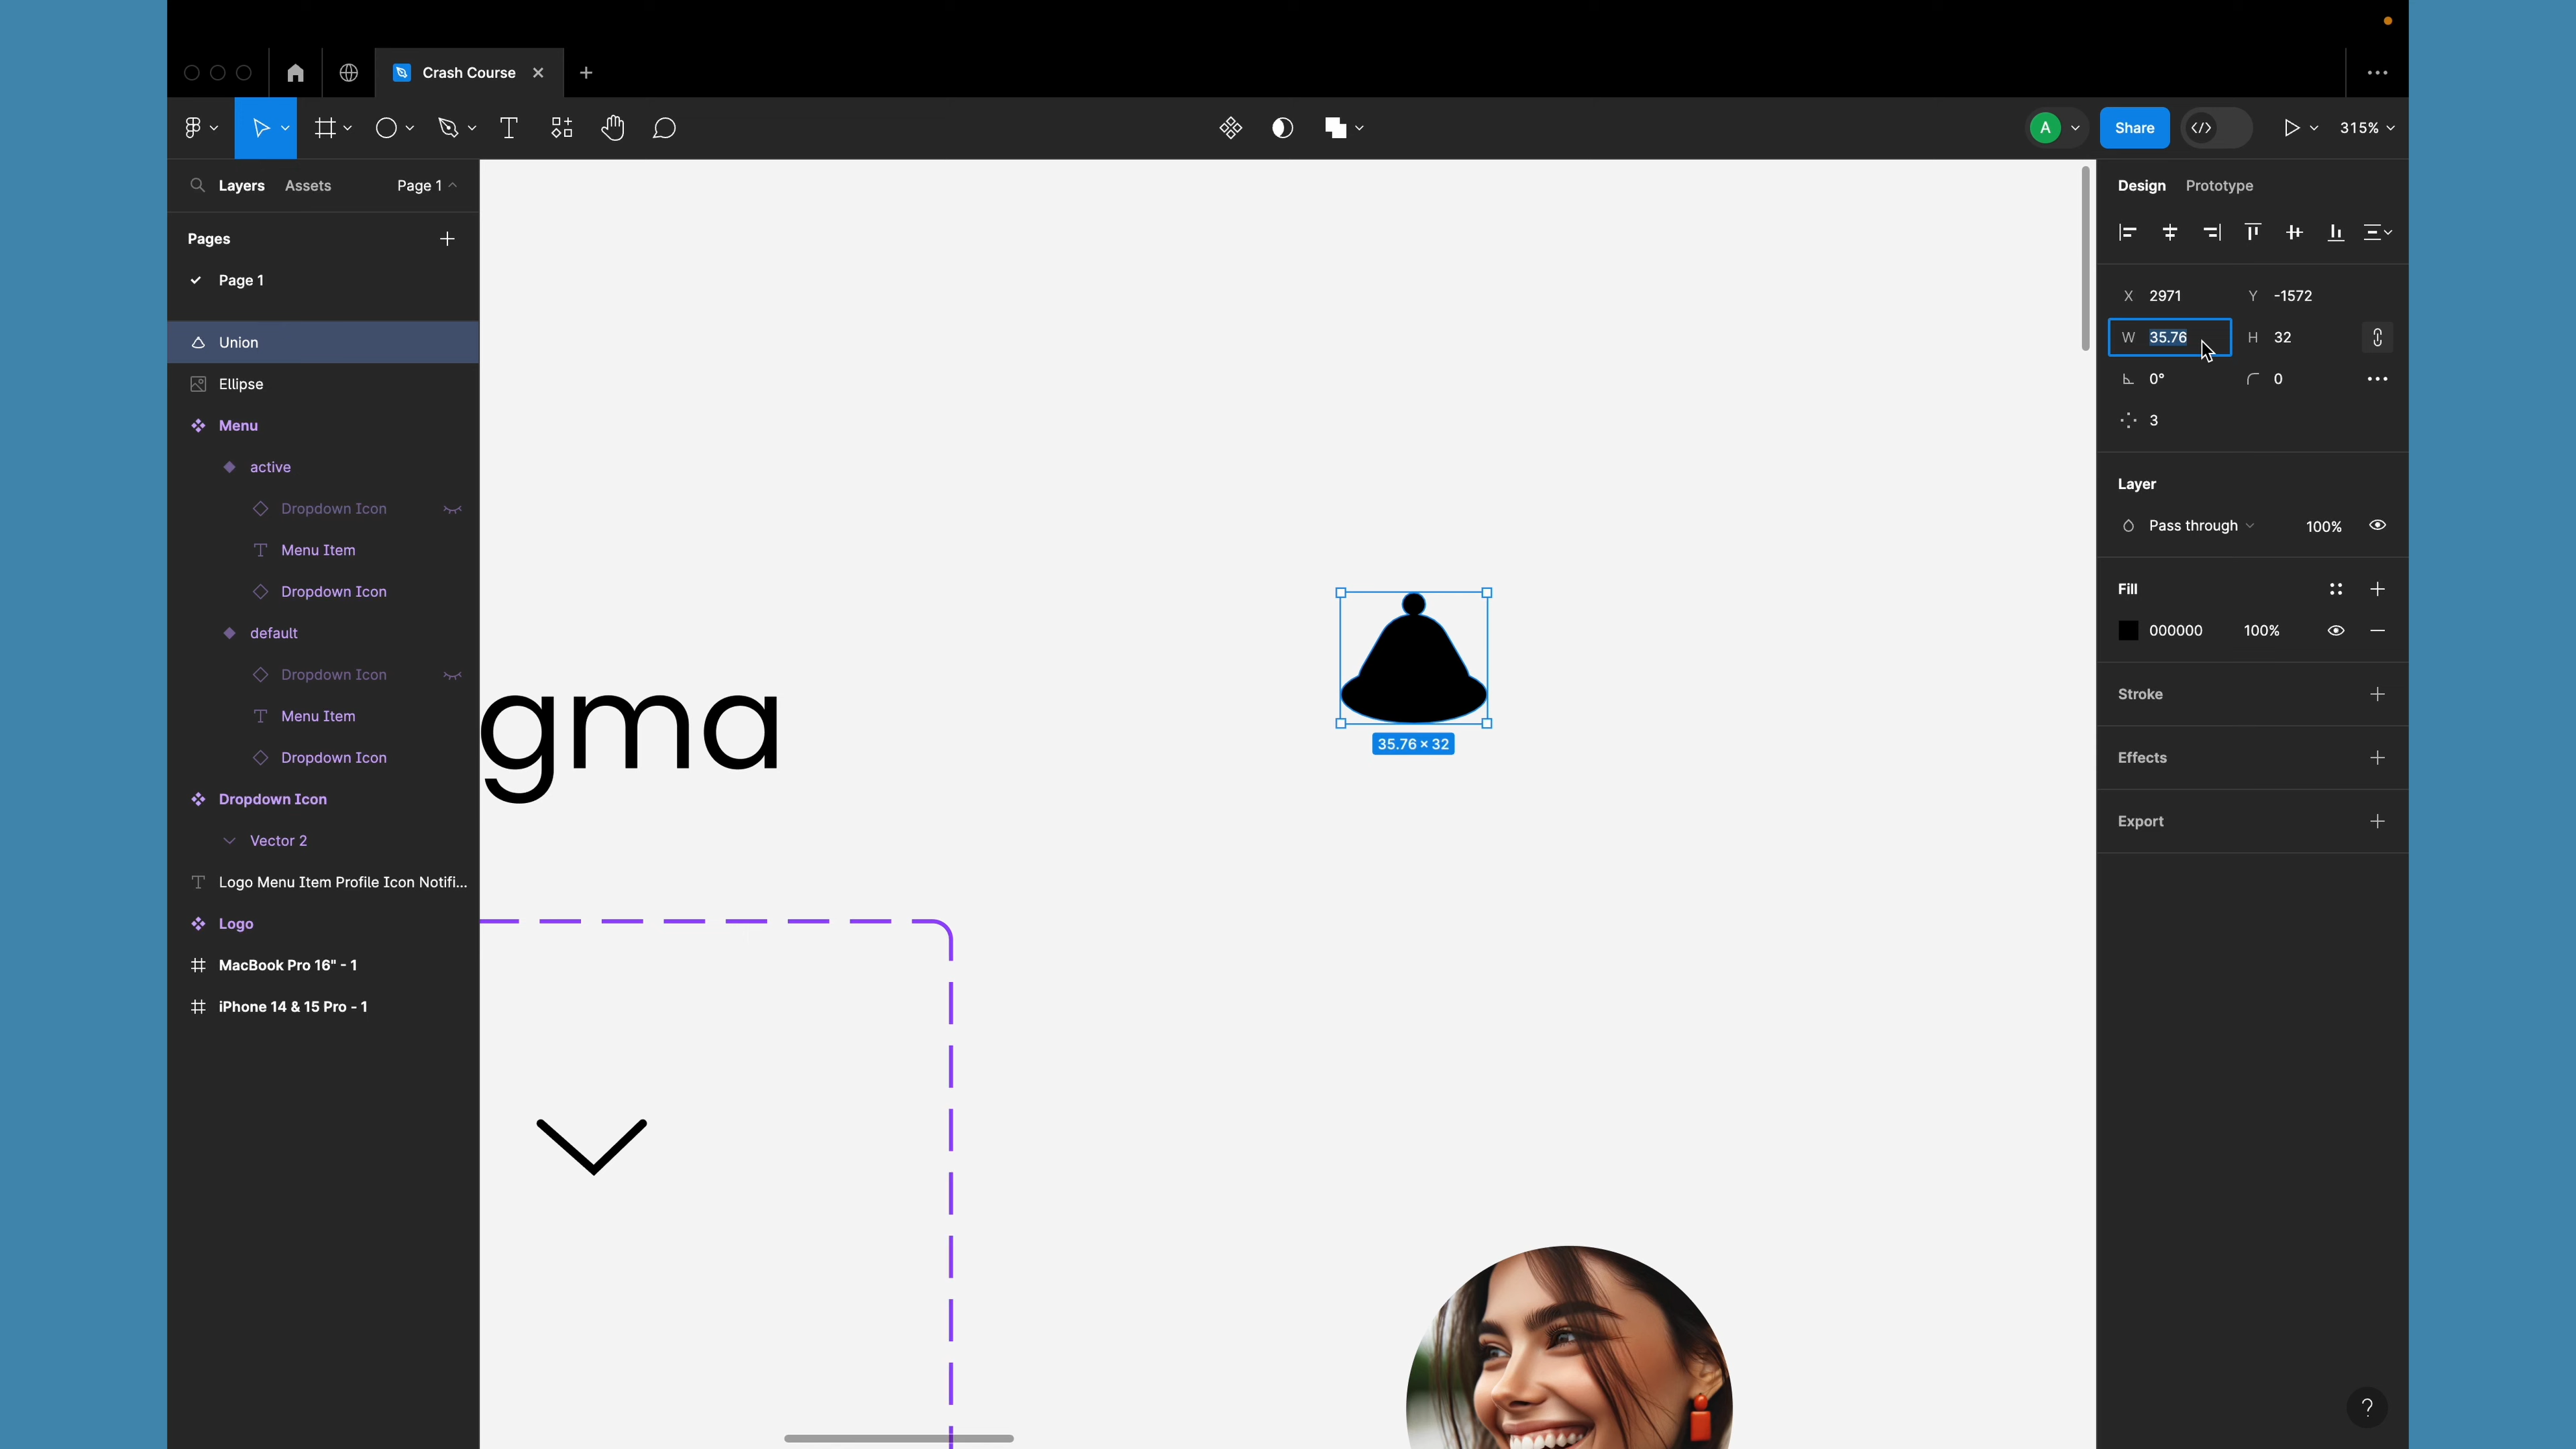 Crash Course
A
Share
315%
Layers
Assets
Page 1
Pages
Page 1
Union
Ellipse
Menu
active
Dropdown Icon
Menu Item
Dropdown Icon
default
Dropdown Icon
Menu Item
Dropdown Icon
Dropdown Icon
Vector 2
Logo Menu Item Profile Icon Notifi...
Logo
MacBook Pro 16" - 1
iPhone 14 & 15 Pro - 1
gma
35.76 × 32
Design
Prototype
X 2971
Y -1572
W 35.76
H 32
0°
0
3
Layer
Pass through
100%
Fill
000000
100%
Stroke
Effects
Export
?